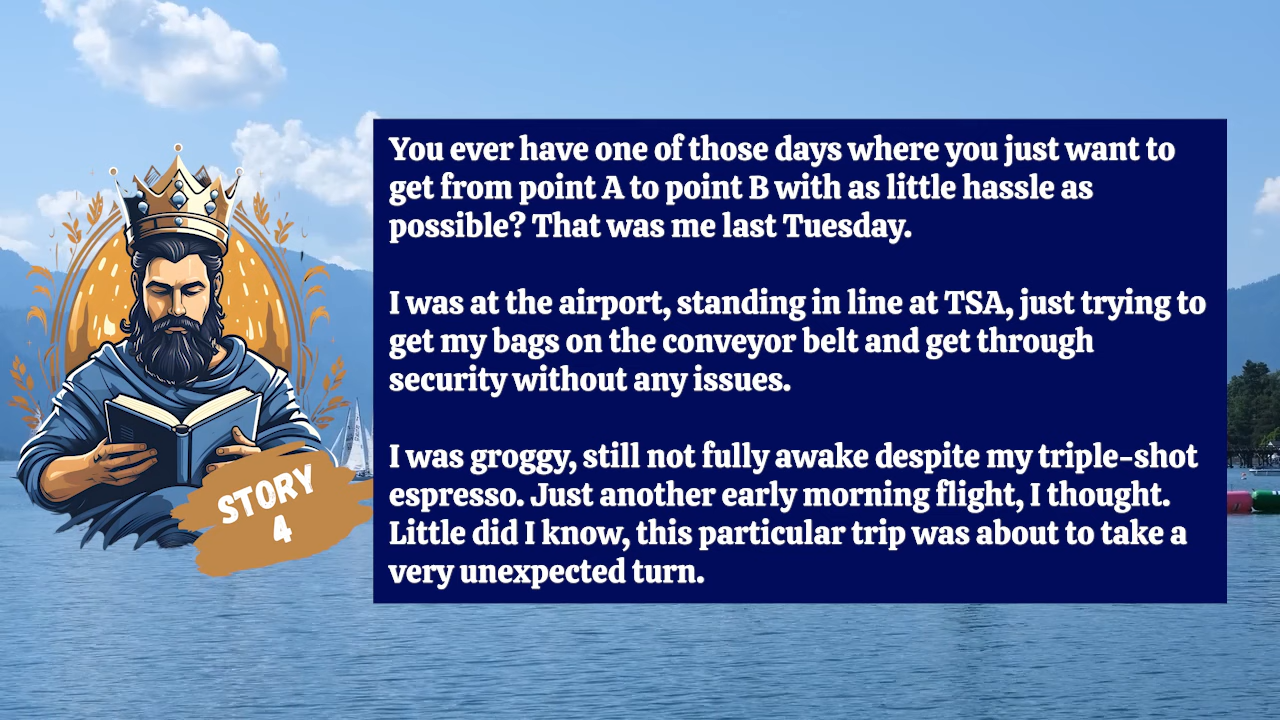 You ever have one of those days where you just want to
get from point A to point B with as little hassle as
possible? That was me last Tuesday.
I was at the airport, standing in line at TSA, just trying to
get my bags on the conveyor belt and get through
security without any issues.
I was groggy, still not fully awake despite my triple-shot
espresso. Just another early morning flight, I thought.
Little did I know, this particular trip was about to take a
very unexpected turn.
STORY
4